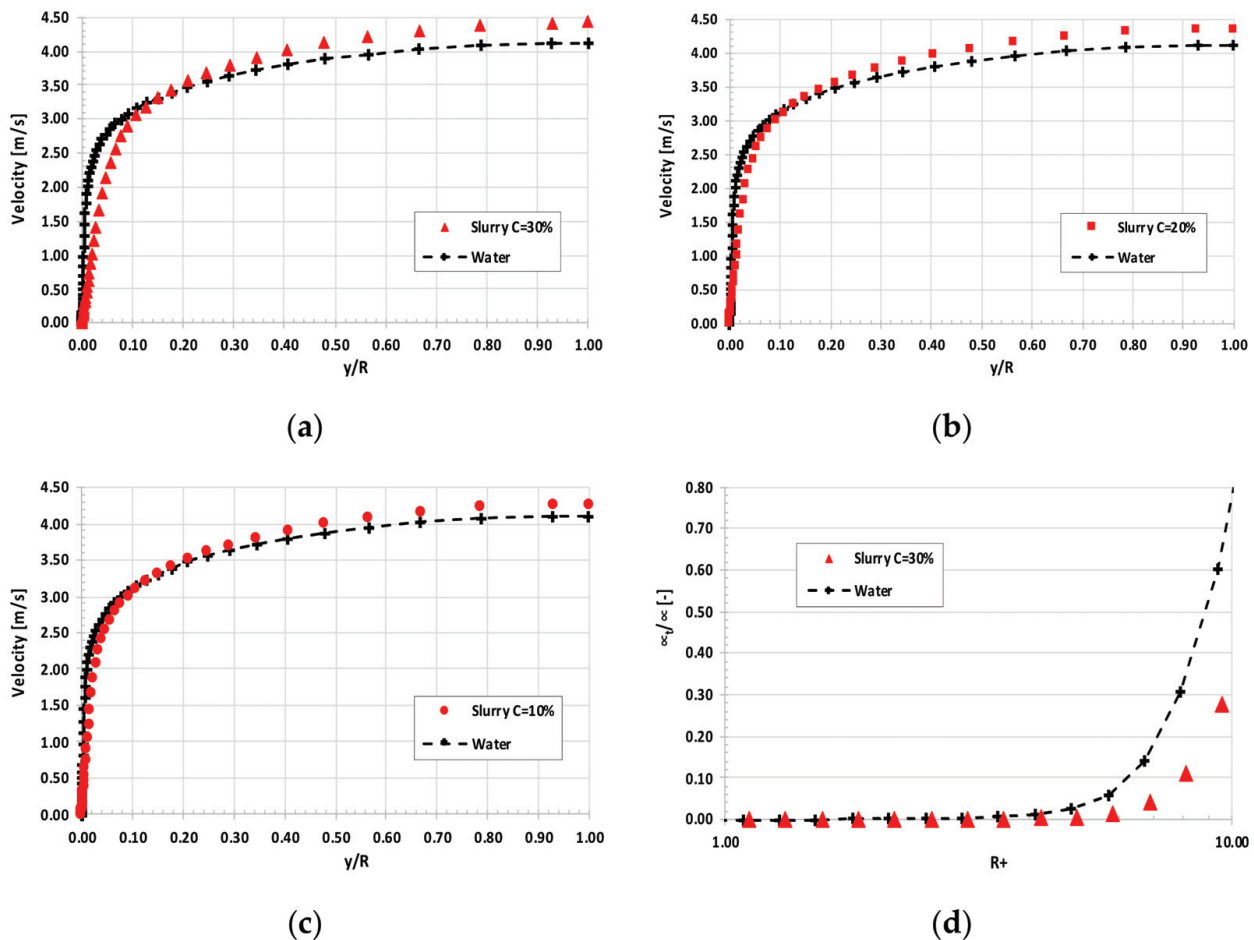 4.50
4.00
3.50
3.00
2.50
2.00
1.50
1.00
0.50
0.00
Velocity [m/s]
Slurry C=30%
Water
0.00 0.10 0.20 0.30 0.40 0.50 0.60 0.70 0.80 0.90 1.00
y/R
(a)
4.50
4.00
3.50
3.00
2.50
2.00
1.50
1.00
0.50
0.00
Velocity [m/s]
Slurry C=20%
Water
0.00 0.10 0.20 0.30 0.40 0.50 0.60 0.70 0.80 0.90 1.00
y/R
(b)
4.50
4.00
3.50
3.00
2.50
2.00
1.50
1.00
0.50
0.00
Velocity [m/s]
Slurry C=10%
Water
0.00 0.10 0.20 0.30 0.40 0.50 0.60 0.70 0.80 0.90 1.00
y/R
(c)
0.80
0.70
0.60
0.50
0.40
0.30
0.20
0.10
0.00
∝t/∝ [-]
Slurry C=30%
Water
1.00 10.00
R+
(d)